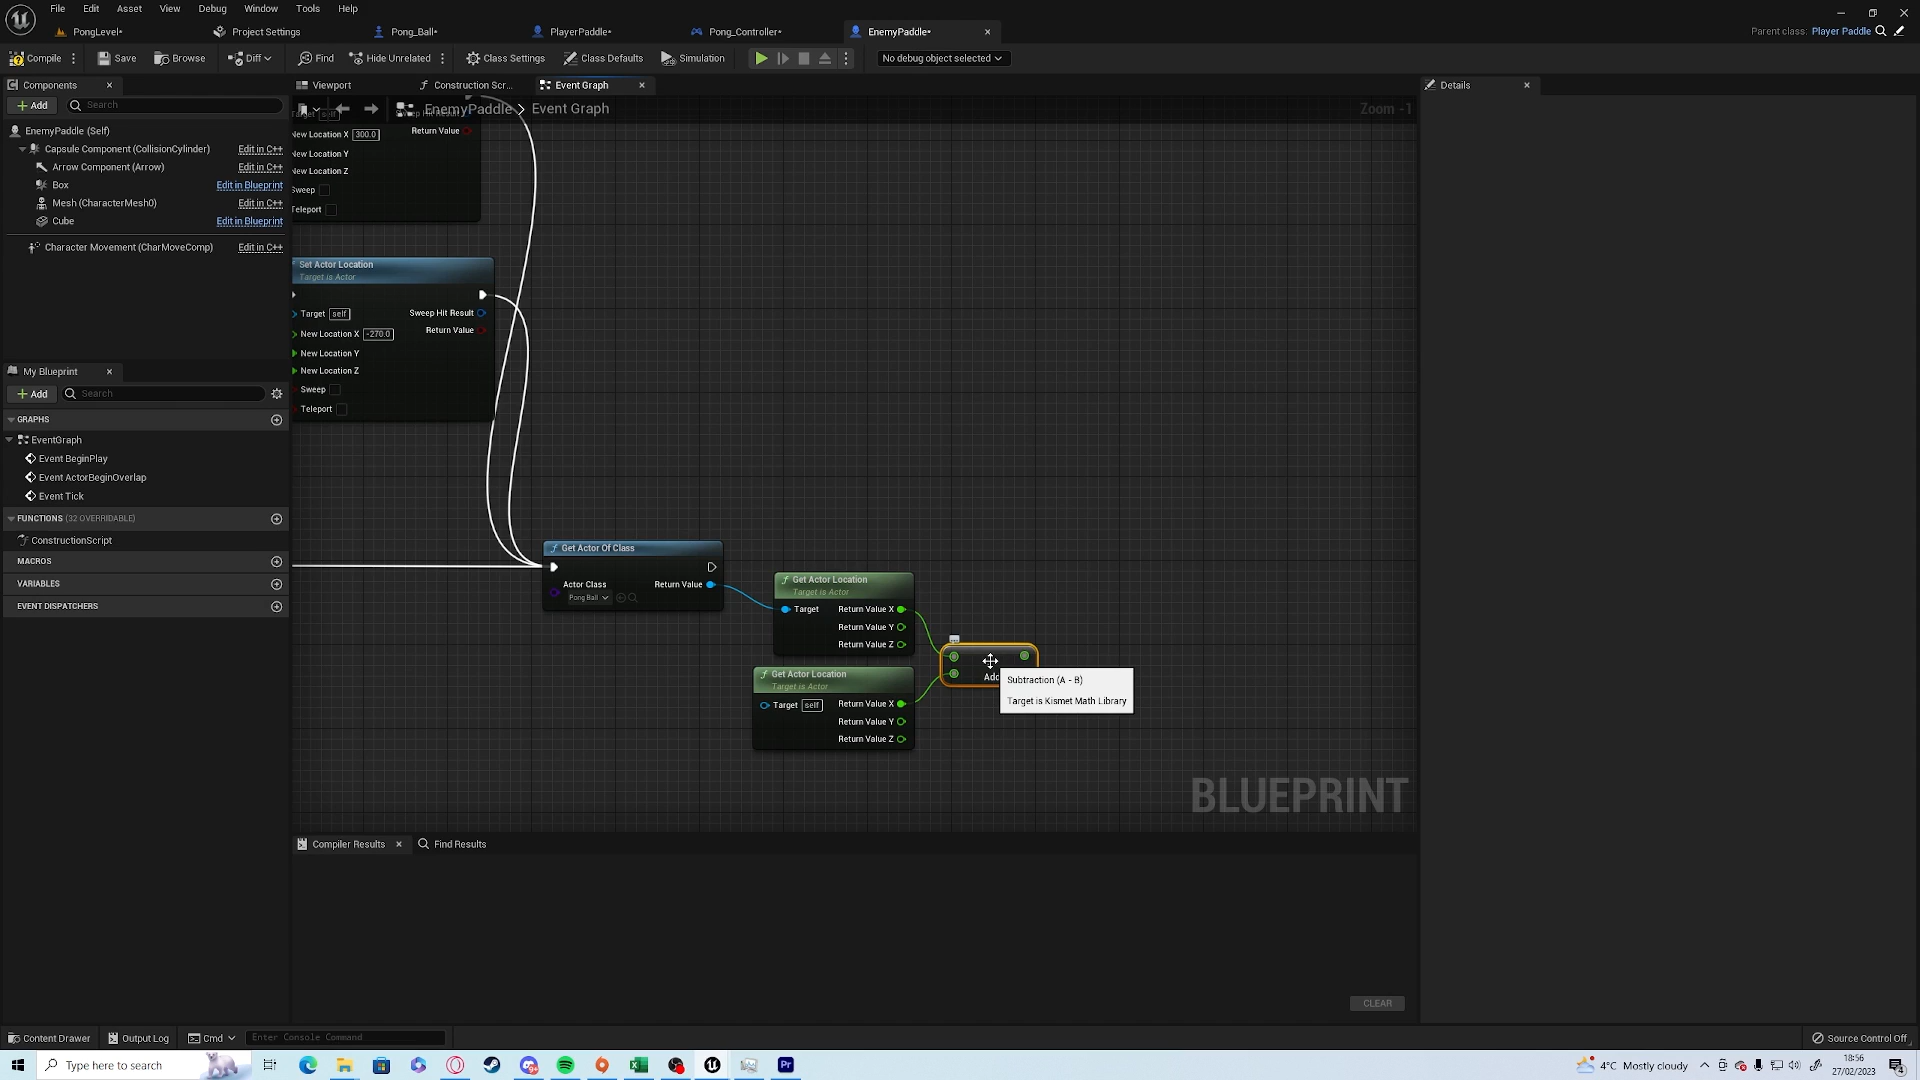 File Edit Asset View Debug Window Tools Help
PongLevel* Project Settings Pong_Ball* PlayerPaddle* Pong_Controller* EnemyPaddle*
Parent class: Player Paddle
Compile Save Browse Diff Find Hide Unrelated Class Settings Class Defaults Simulation No debug object selected
Components
Add Search
EnemyPaddle (Self)
Capsule Component (CollisionCylinder) Edit in C++
Arrow Component (Arrow) Edit in C++
Box Edit in Blueprint
Mesh (CharacterMesh0) Edit in C++
Cube Edit in Blueprint
Character Movement (CharMoveComp) Edit in C++
My Blueprint
Add Search
GRAPHS
EventGraph
Event BeginPlay
Event ActorBeginOverlap
Event Tick
FUNCTIONS (32 OVERRIDABLE)
ConstructionScript
MACROS
VARIABLES
EVENT DISPATCHERS
Viewport Construction Scr... Event Graph
EnemyPaddle > Event Graph
Zoom -1
New Location X 300.0 Return Value
New Location Y
New Location Z
Sweep
Teleport
Set Actor Location
Target is Actor
Target self Sweep Hit Result
New Location X -270.0 Return Value
New Location Y
New Location Z
Sweep
Teleport
Get Actor Of Class
Actor Class Return Value
Pong Ball
Get Actor Location
Target is Actor
Target Return Value X
Return Value Y
Return Value Z
Get Actor Location
Target is Actor
Target self Return Value X
Return Value Y
Return Value Z
Subtraction (A - B)
Target is Kismet Math Library
BLUEPRINT
Details
Compiler Results Find Results
CLEAR
Content Drawer Output Log Cmd Enter Console Command
Source Control Off
Type here to search
4°C Mostly cloudy
18:56
27/02/2023